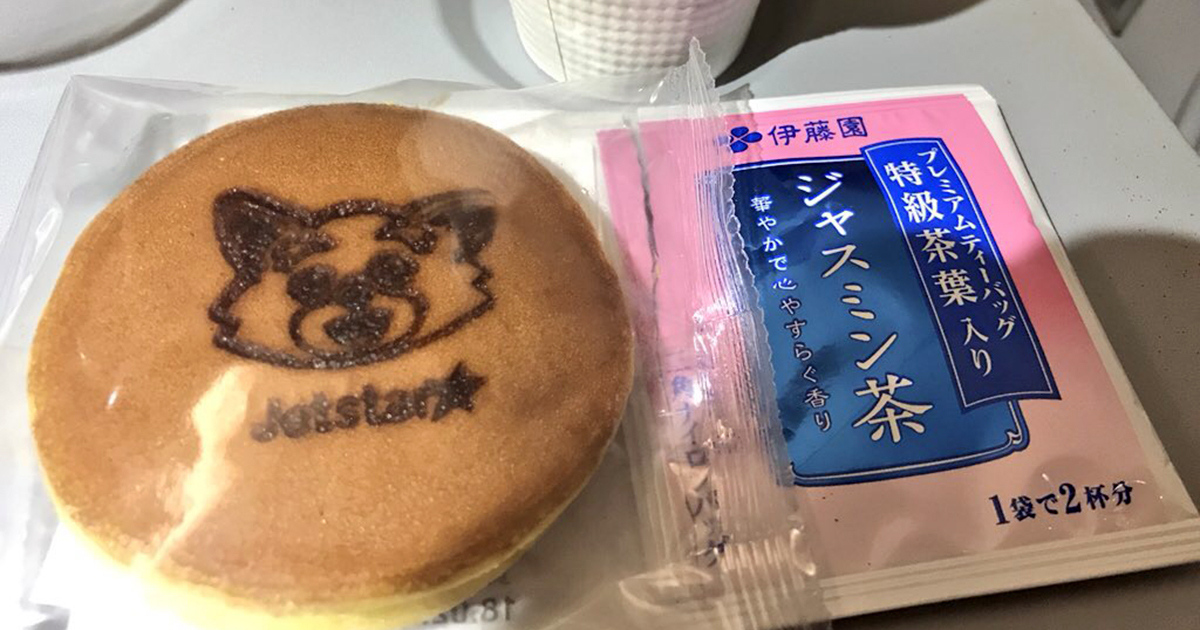 Jetstar★
伊藤園
プレミアムティーバッグ
特級茶葉入り
ジャスミン茶
華やかで心やすらぐ香り
1袋で2杯分